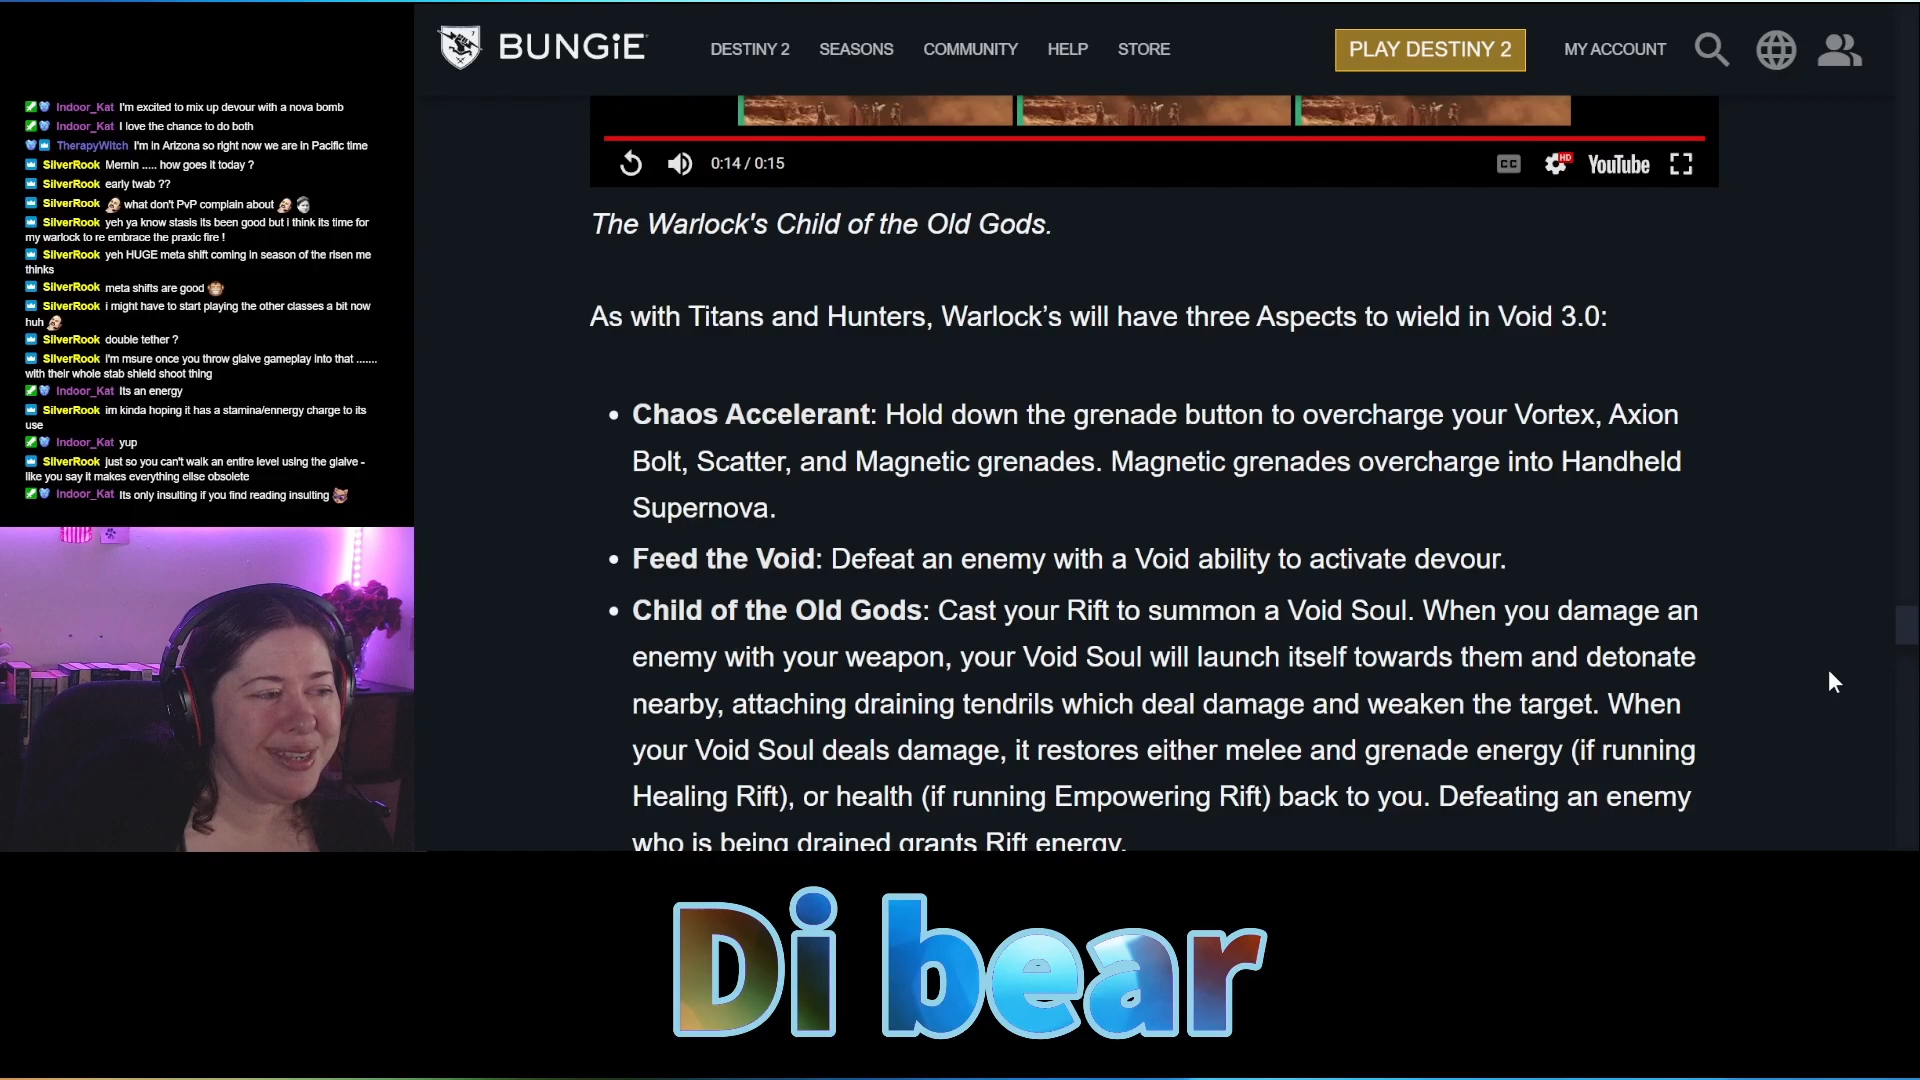 BUNGiE
DESTINY 2 SEASONS COMMUNITY HELP STORE
PLAY DESTINY 2
MY ACCOUNT
Indoor_Kat I'm excited to mix up devour with a nova bomb
Indoor_Kat I love the chance to do both
TherapyWitch I'm in Arizona so right now we are in Pacific time
SilverRook Mernin ..... how goes it today ?
SilverRook early twab ??
SilverRook what don't PvP complain about
SilverRook yeh ya know stasis its been good but i think its time for
my warlock to re embrace the praxic fire !
SilverRook yeh HUGE meta shift coming in season of the risen me
thinks
SilverRook meta shifts are good
SilverRook i might have to start playing the other classes a bit now
huh
SilverRook double tether ?
SilverRook i'm msure once you throw glaive gameplay into that .......
with their whole stab shield shoot thing
Indoor_Kat Its an energy
SilverRook im kinda hoping it has a stamina/ennergy charge to its
use
Indoor_Kat yup
SilverRook just so you can't walk an entire level using the glaive -
like you say it makes everything eilse obsolete
Indoor_Kat Its only insulting if you find reading insulting
0:14 / 0:15
CC
HD
YouTube
The Warlock's Child of the Old Gods.
As with Titans and Hunters, Warlock’s will have three Aspects to wield in Void 3.0:
• Chaos Accelerant: Hold down the grenade button to overcharge your Vortex, Axion
Bolt, Scatter, and Magnetic grenades. Magnetic grenades overcharge into Handheld
Supernova.
• Feed the Void: Defeat an enemy with a Void ability to activate devour.
• Child of the Old Gods: Cast your Rift to summon a Void Soul. When you damage an
enemy with your weapon, your Void Soul will launch itself towards them and detonate
nearby, attaching draining tendrils which deal damage and weaken the target. When
your Void Soul deals damage, it restores either melee and grenade energy (if running
Healing Rift), or health (if running Empowering Rift) back to you. Defeating an enemy
who is being drained grants Rift energy.
Di bear